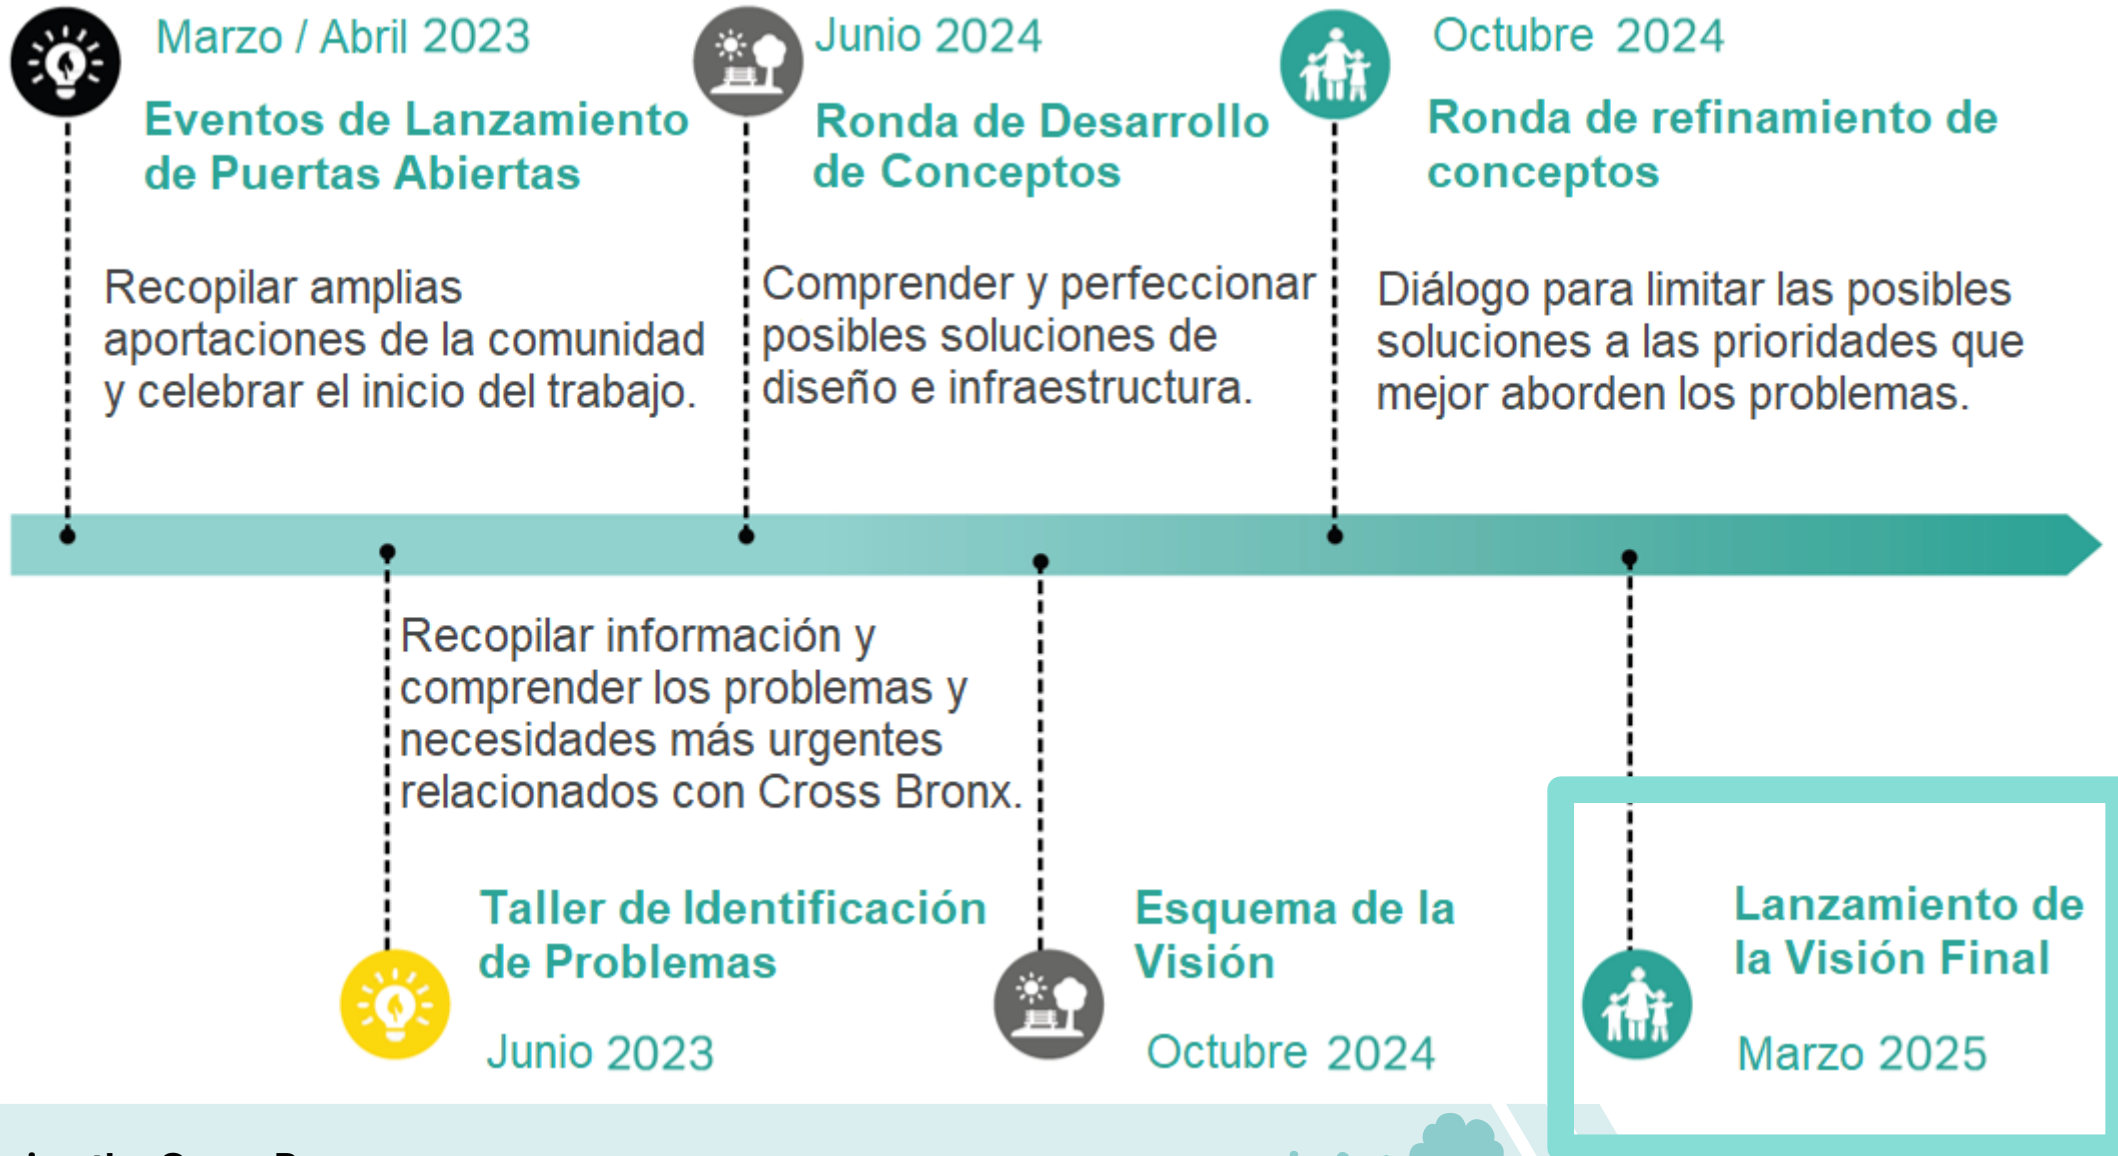 Marzo / Abril 2023
Eventos de Lanzamiento
de Puertas Abiertas
Recopilar amplias
aportaciones de la comunidad
y celebrar el inicio del trabajo.
Junio 2024
Ronda de Desarrollo
de Conceptos
Comprender y perfeccionar
posibles soluciones de
diseño e infraestructura.
Octubre 2024
Ronda de refinamiento de
conceptos
Diálogo para limitar las posibles
soluciones a las prioridades que
mejor aborden los problemas.
Recopilar información y
comprender los problemas y
necesidades más urgentes
relacionados con Cross Bronx.
Taller de Identificación
de Problemas
Junio 2023
Esquema de la
Visión
Octubre 2024
Lanzamiento de
la Visión Final
Marzo 2025